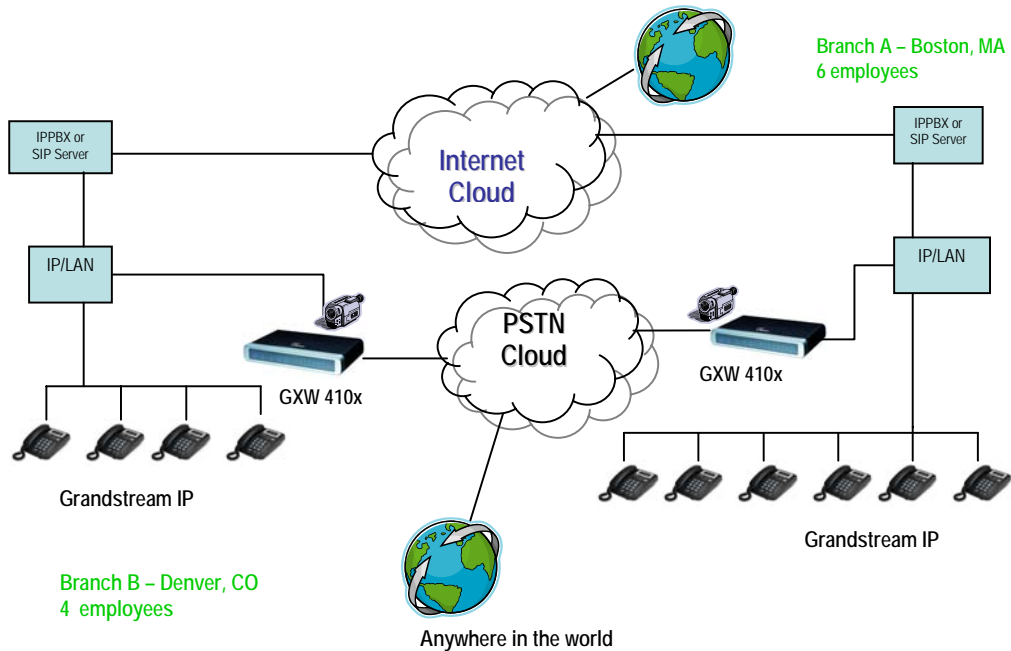 Branch A – Boston, MA
6 employees
IPPBX or
SIP Server
Internet
Cloud
IPPBX or
SIP Server
IP/LAN
IP/LAN
PSTN
Cloud
GXW 410x
GXW 410x
Grandstream IP
Grandstream IP
Branch B – Denver, CO
4 employees
Anywhere in the world